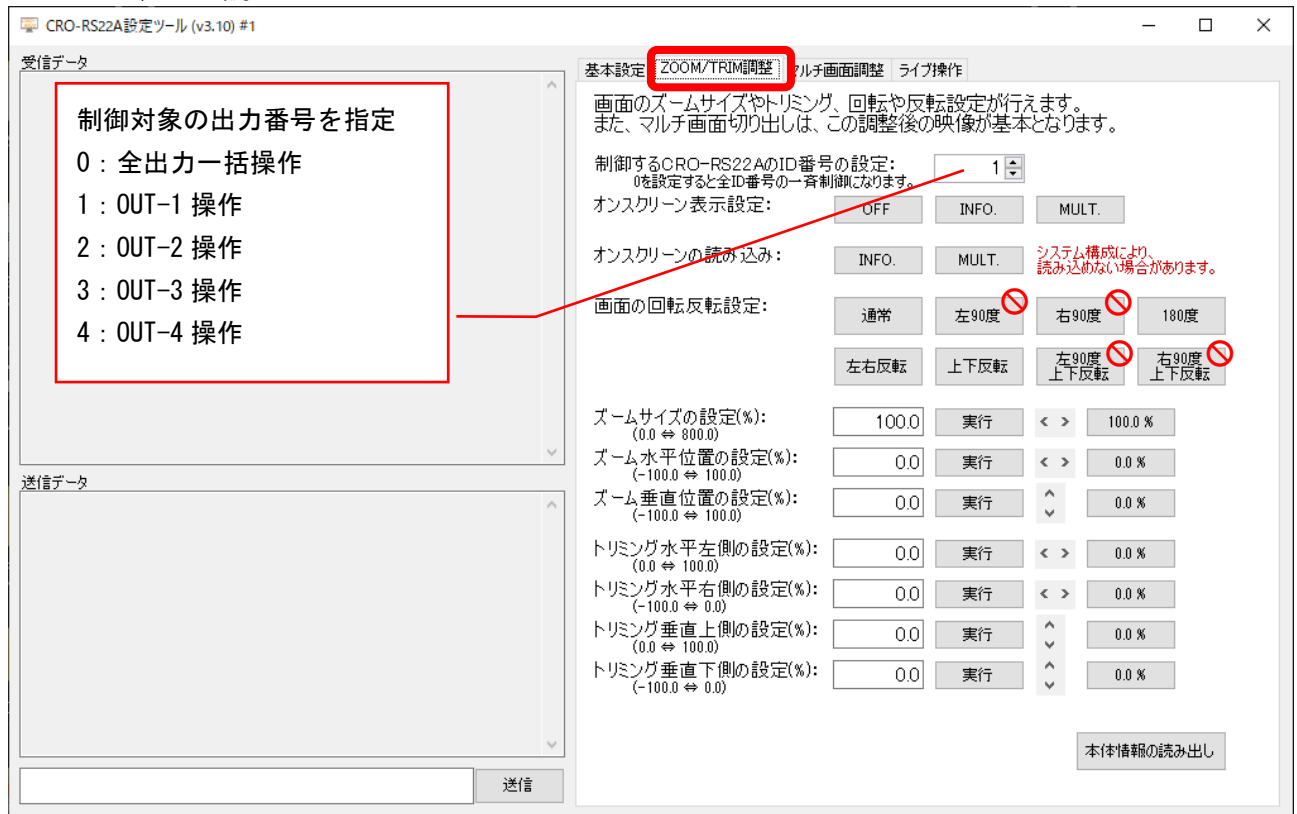 CRO-RS22A設定ツール (v3.10) #1
受信データ
制御対象の出力番号を指定
0：全出力一括操作
1：OUT-1 操作
2：OUT-2 操作
3：OUT-3 操作
4：OUT-4 操作
送信データ
送信
基本設定 ZOOM/TRIM調整 マルチ画面調整 ライブ操作
画面のズームサイズやトリミング、回転や反転設定が行えます。
また、マルチ画面切り出しは、この調整後の映像が基本となります。
制御するCRO-RS22AのID番号の設定： 1
0を設定すると全ID番号の一斉制御になります。
オンスクリーン表示設定： OFF INFO. MULT.
オンスクリーンの読み込み： INFO. MULT. システム構成により、
読み込めない場合があります。
画面の回転反転設定： 通常 左90度 右90度 180度
左右反転 上下反転 左90度 右90度
上下反転 上下反転
ズームサイズの設定(%)： 100.0 実行 < > 100.0 %
(0.0 ⇔ 800.0)
ズーム水平位置の設定(%)： 0.0 実行 < > 0.0 %
(-100.0 ⇔ 100.0)
ズーム垂直位置の設定(%)： 0.0 実行 0.0 %
(-100.0 ⇔ 100.0)
トリミング水平左側の設定(%)： 0.0 実行 < > 0.0 %
(0.0 ⇔ 100.0)
トリミング水平右側の設定(%)： 0.0 実行 < > 0.0 %
(-100.0 ⇔ 0.0)
トリミング垂直上側の設定(%)： 0.0 実行 0.0 %
(0.0 ⇔ 100.0)
トリミング垂直下側の設定(%)： 0.0 実行 0.0 %
(-100.0 ⇔ 0.0)
本体情報の読み出し